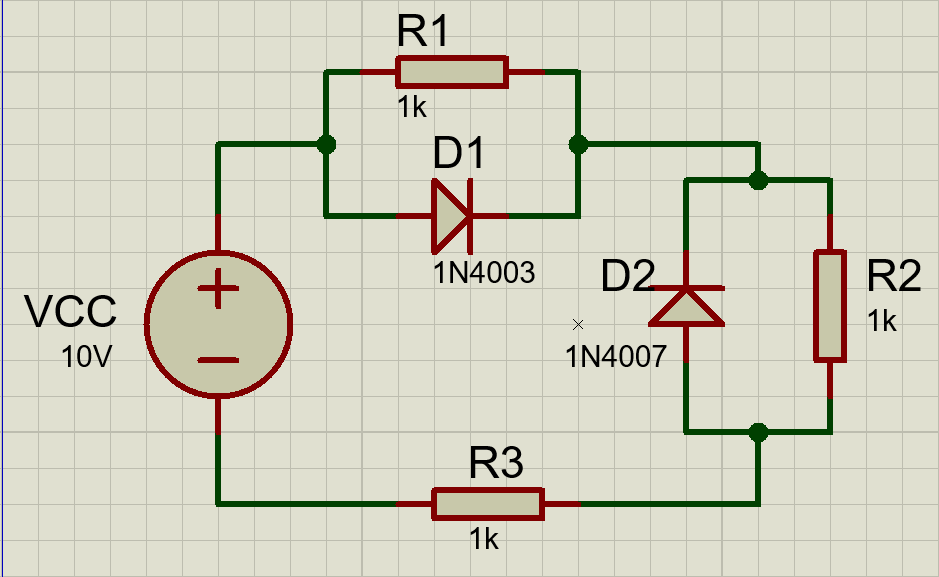 R1
1k
D1
1N4003
VCC
10V
D2
1N4007
R2
1k
R3
1k